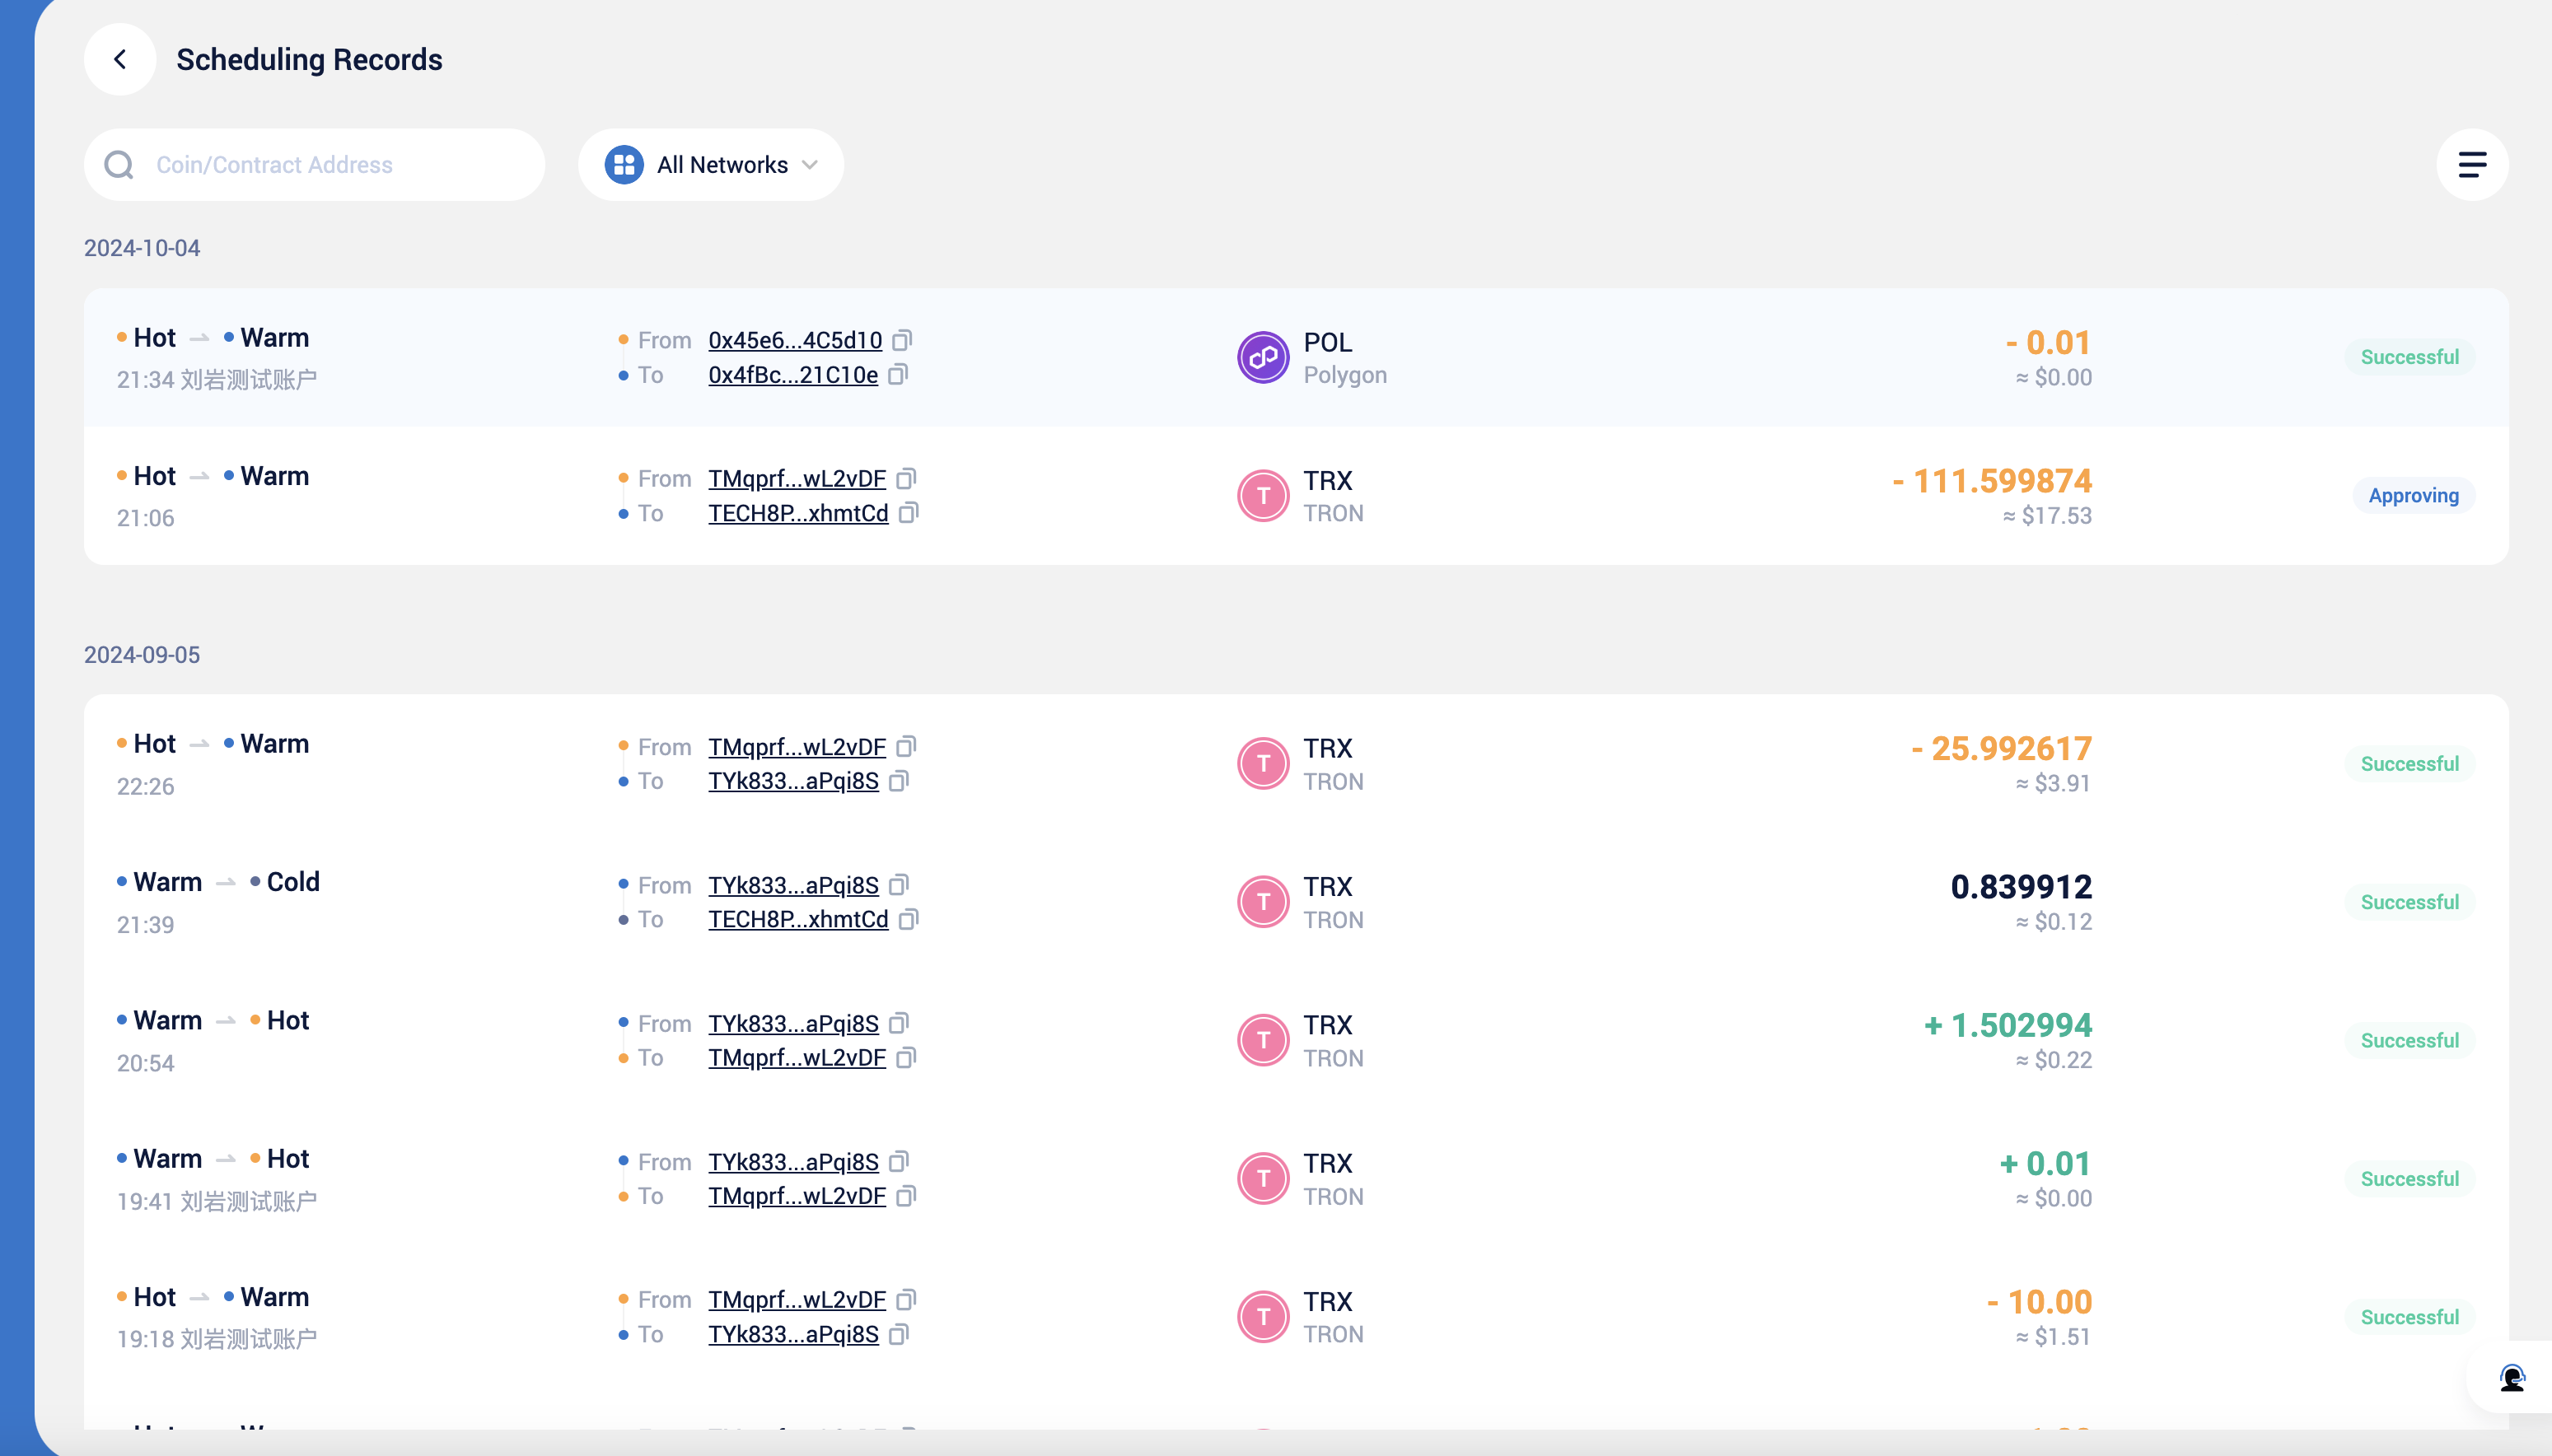 Scheduling Records
Coin/Contract Address
All Networks
2024-10-04
Hot Warm
21:34 刘岩测试账户
From 0x45e6...4C5d10
To 0x4fBc...21C10e
POL
Polygon
- 0.01
≈ $0.00
Successful
Hot Warm
21:06
From TMqprf...wL2vDF
To TECH8P...xhmtCd
T
TRX
TRON
- 111.599874
≈ $17.53
Approving
2024-09-05
Hot Warm
22:26
From TMqprf...wL2vDF
To TYk833...aPqi8S
T
TRX
TRON
- 25.992617
≈ $3.91
Successful
Warm Cold
21:39
From TYk833...aPqi8S
To TECH8P...xhmtCd
T
TRX
TRON
0.839912
≈ $0.12
Successful
Warm Hot
20:54
From TYk833...aPqi8S
To TMqprf...wL2vDF
T
TRX
TRON
+ 1.502994
≈ $0.22
Successful
Warm Hot
19:41 刘岩测试账户
From TYk833...aPqi8S
To TMqprf...wL2vDF
T
TRX
TRON
+ 0.01
≈ $0.00
Successful
Hot Warm
19:18 刘岩测试账户
From TMqprf...wL2vDF
To TYk833...aPqi8S
T
TRX
TRON
- 10.00
≈ $1.51
Successful